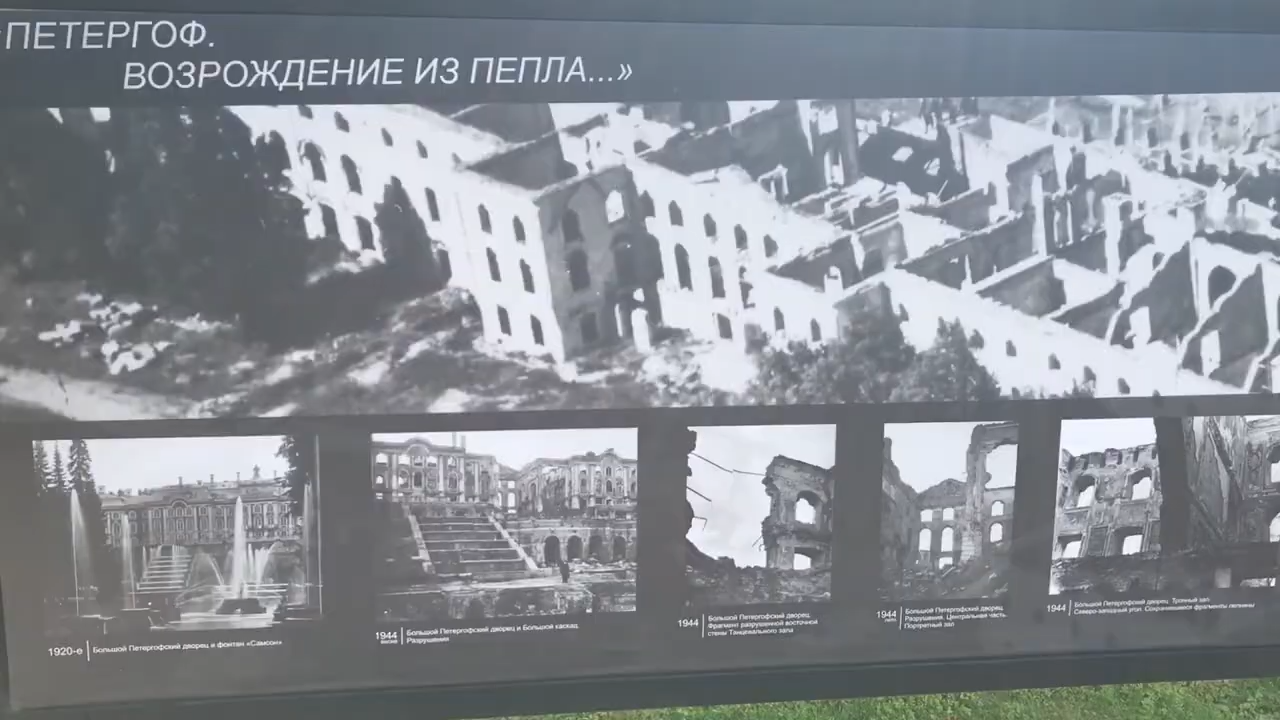 «ПЕТЕРГОФ.
ВОЗРОЖДЕНИЕ ИЗ ПЕПЛА...»
1920-е
Большой Петергофский дворец и фонтан «Самсон»
1944
Большой Петергофский дворец и Большой каскад.
Разрушения
1944
Большой Петергофский дворец.
Фрагмент разрушенной восточной
стены Танцевального зала
1944
лето
Большой Петергофский дворец.
Разрушения. Центральная часть.
Портретный зал
1944
Большой Петергофский дворец. Тронный зал.
Северо-западный угол. Сохранившиеся фрагменты лепнины